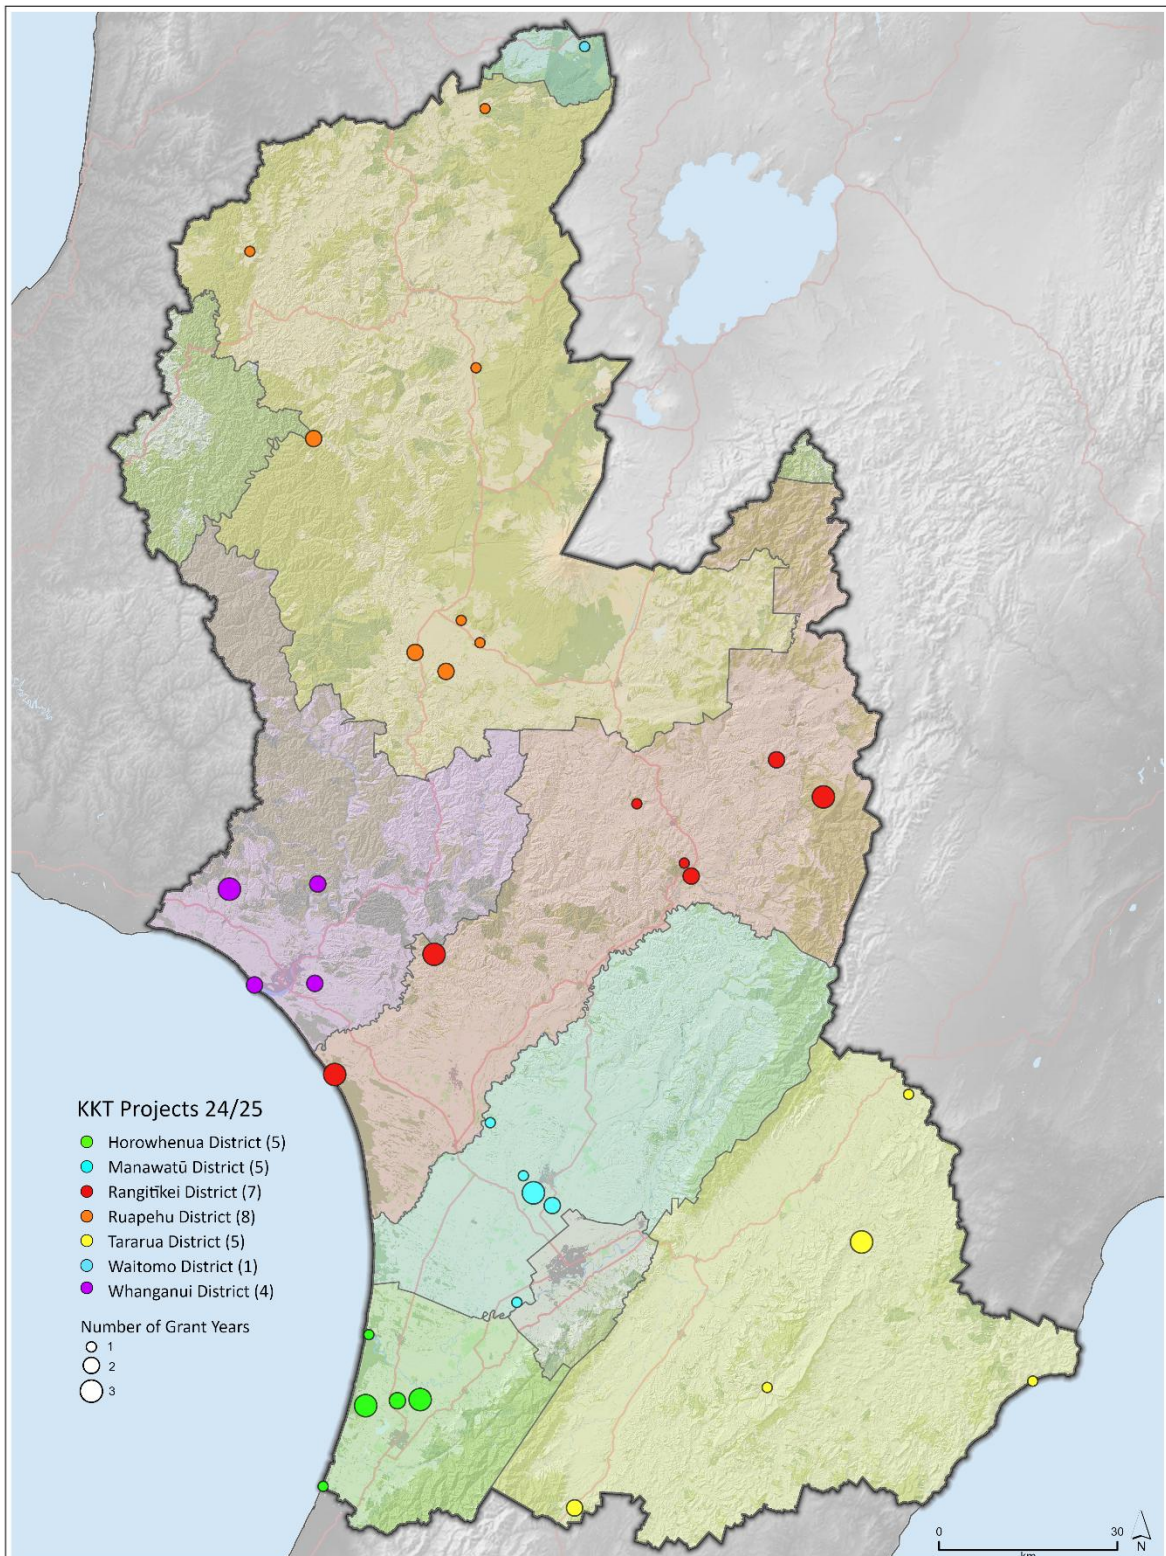 KKT Projects 24/25
Horowhenua District (5)
Manawatū District (5)
Rangitīkei District (7)
Ruapehu District (8)
Tararua District (5)
Waitomo District (1)
Whanganui District (4)
Number of Grant Years
1
2
3
0 30
km
N